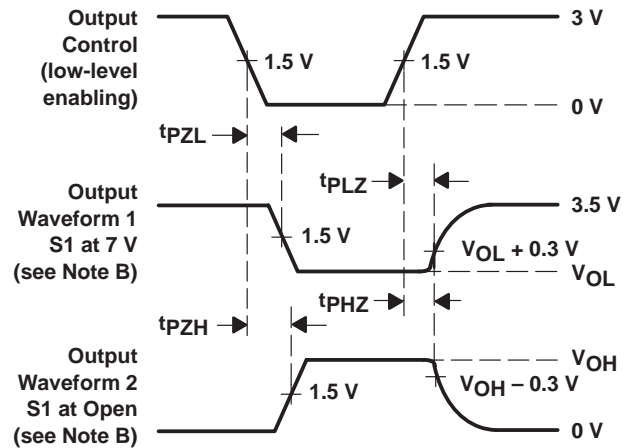 Output
Control
(low-level
enabling)
3 V
1.5 V
1.5 V
0 V
tPZL
tPLZ
Output
Waveform 1
S1 at 7 V
(see Note B)
3.5 V
1.5 V
VOL + 0.3 V
VOL
tPHZ
tPZH
Output
Waveform 2
S1 at Open
(see Note B)
VOH
1.5 V
VOH − 0.3 V
0 V